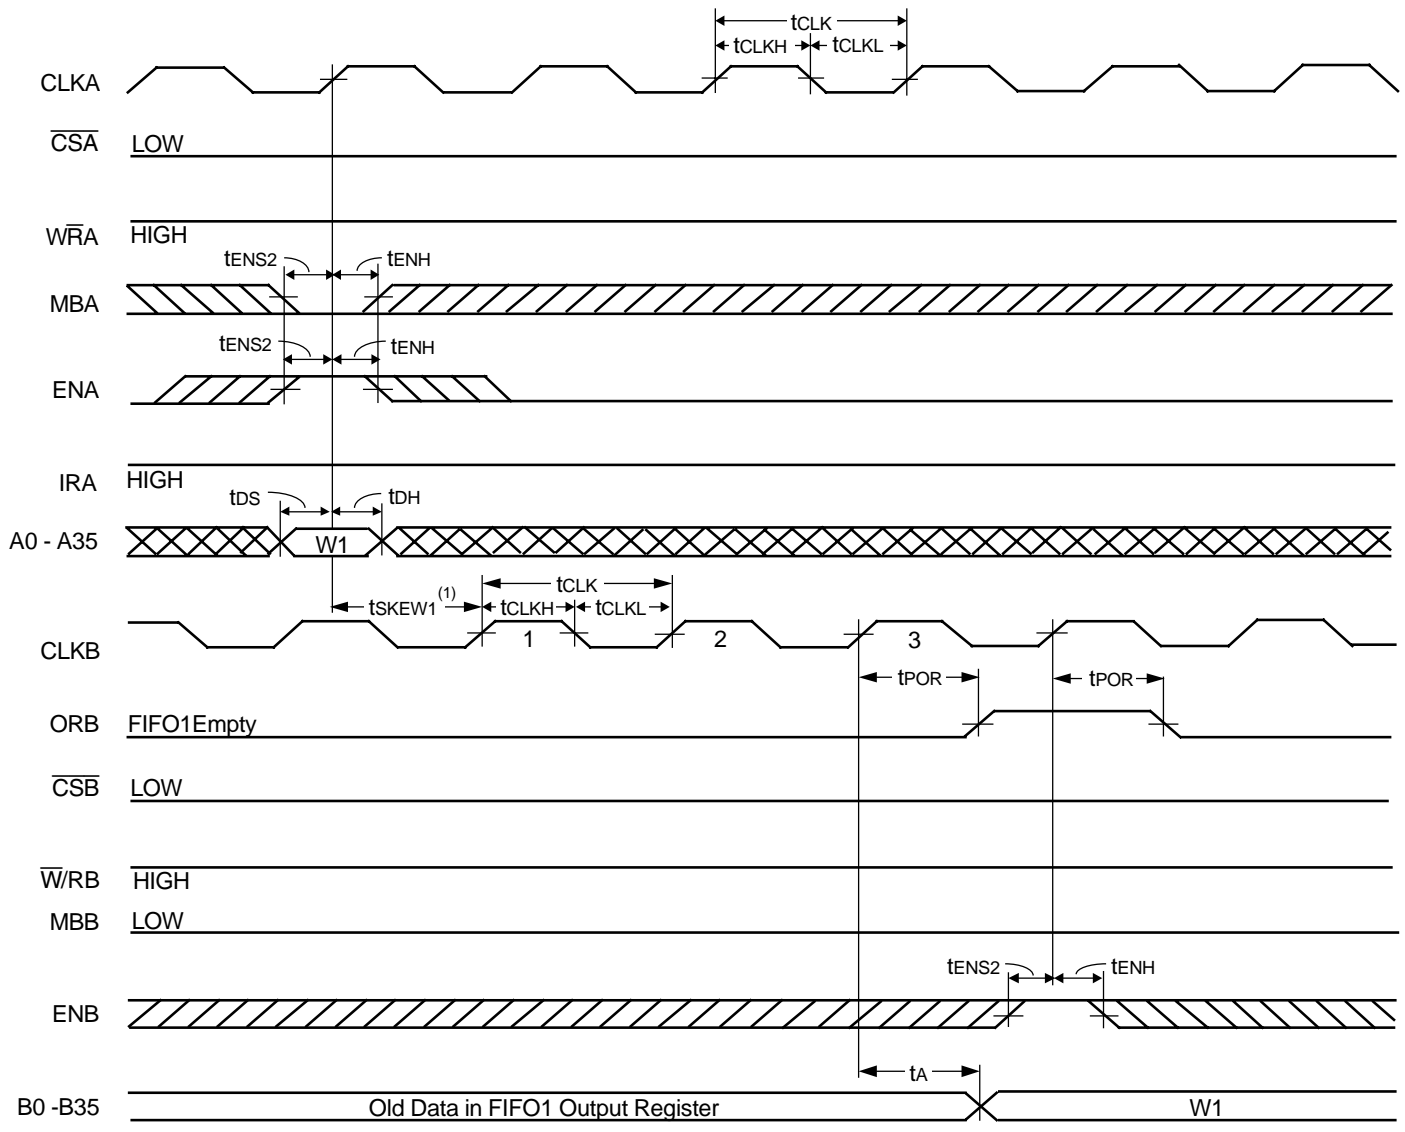 tCLK
tCLKH tCLKL
CLKA
CSA LOW
WRA HIGH
tENS2 tENH
MBA
tENS2 tENH
ENA
IRA HIGH
tDS tDH
A0 - A35 W1
tCLK
tSKEW1 (1) tCLKH tCLKL
CLKB 1 2 3
tPOR tPOR
ORB FIFO1Empty
CSB LOW
W/RB HIGH
MBB LOW
tENS2 tENH
ENB
tA
B0 -B35 Old Data in FIFO1 Output Register W1